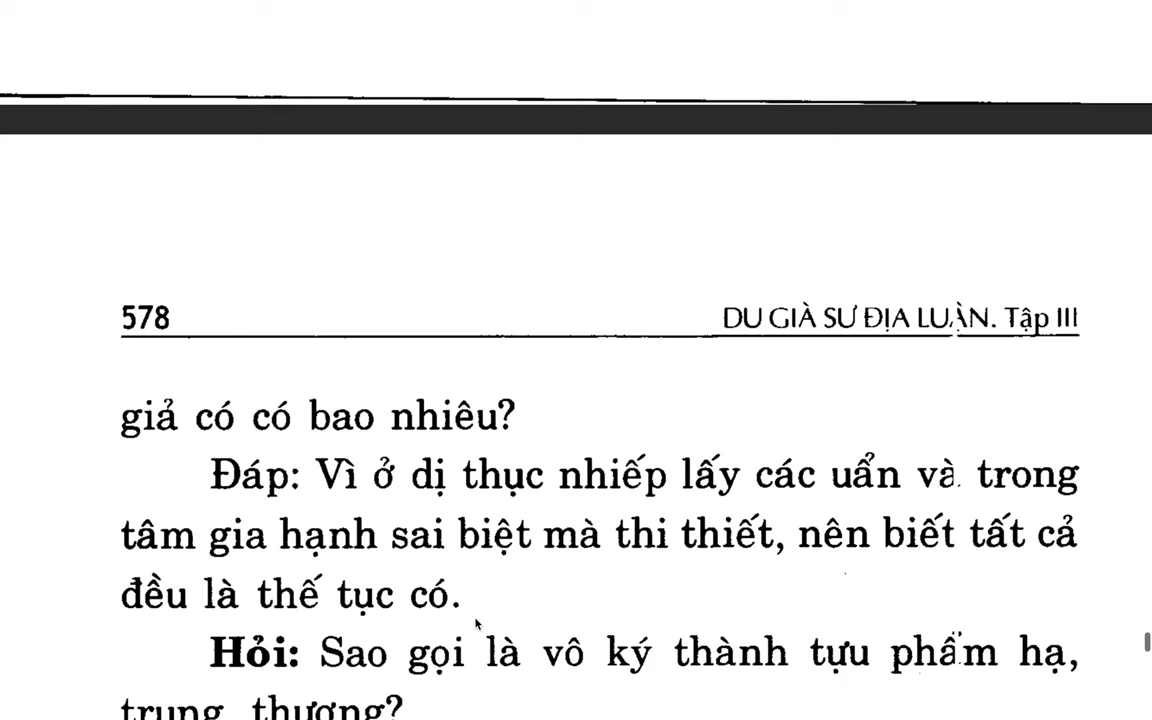 578
DU GIÀ SƯ ĐỊA LUẬN. Tập III
giả có có bao nhiêu?
Đáp: Vì ở dị thục nhiếp lấy các uẩn và trong
tâm gia hạnh sai biệt mà thi thiết, nên biết tất cả
đều là thế tục có.
Hỏi: Sao gọi là vô ký thành tựu phẩm hạ,
trung, thượng?